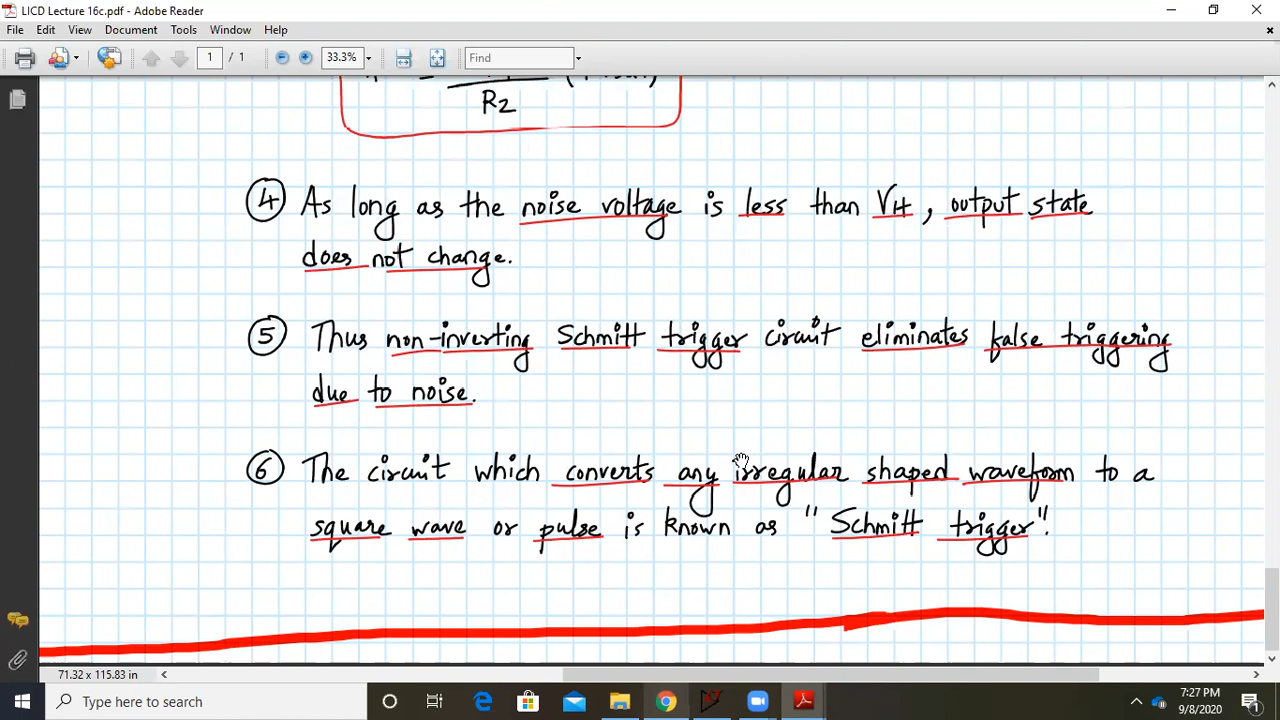 LICD Lecture 16c.pdf - Adobe Reader
File Edit View Document Tools Window Help
1 / 1 33.3% Find
R2
④ As long as the noise voltage is less than VH, output state
does not change.
⑤ Thus non-inverting Schmitt trigger circuit eliminates false triggering
due to noise.
⑥ The circuit which converts any irregular shaped waveform to a
square wave or pulse is known as "Schmitt trigger".
71.32 x 115.83 in
Type here to search
7:27 PM
9/8/2020
1